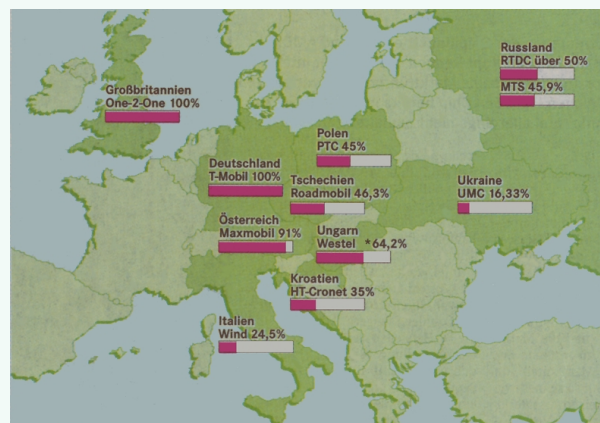 Russland
RTDC über 50%
MTS 45,9%
Großbritannien
One-2-One 100%
Polen
PTC 45%
Deutschland
T-Mobil 100%
Tschechien
Roadmobil 46,3%
Ukraine
UMC 16,33%
Österreich
Maxmobil 91%
Ungarn
Westel *64,2%
Kroatien
HT-Cronet 35%
Italien
Wind 24,5%